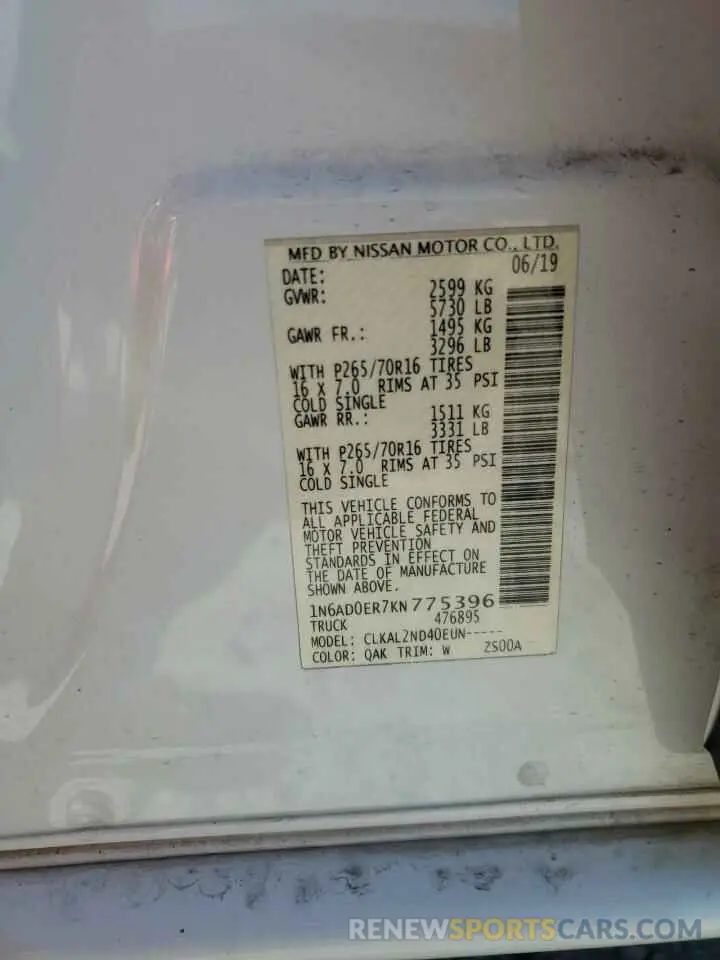 MFD BY NISSAN MOTOR CO., LTD.
DATE: 06/19
GVWR: 2599 KG
5730 LB
GAWR FR.: 1495 KG
3296 LB
WITH P265/70R16 TIRES
16 X 7.0 RIMS AT 35 PSI
COLD SINGLE
GAWR RR.: 1511 KG
3331 LB
WITH P265/70R16 TIRES
16 X 7.0 RIMS AT 35 PSI
COLD SINGLE
THIS VEHICLE CONFORMS TO
ALL APPLICABLE FEDERAL
MOTOR VEHICLE SAFETY AND
THEFT PREVENTION
STANDARDS IN EFFECT ON
THE DATE OF MANUFACTURE
SHOWN ABOVE.
1N6AD0ER7KN775396
TRUCK 476895
MODEL: CLKAL2ND40EUN-----
COLOR: QAK TRIM: W 2S00A
RENEWSPORTSCARS.COM